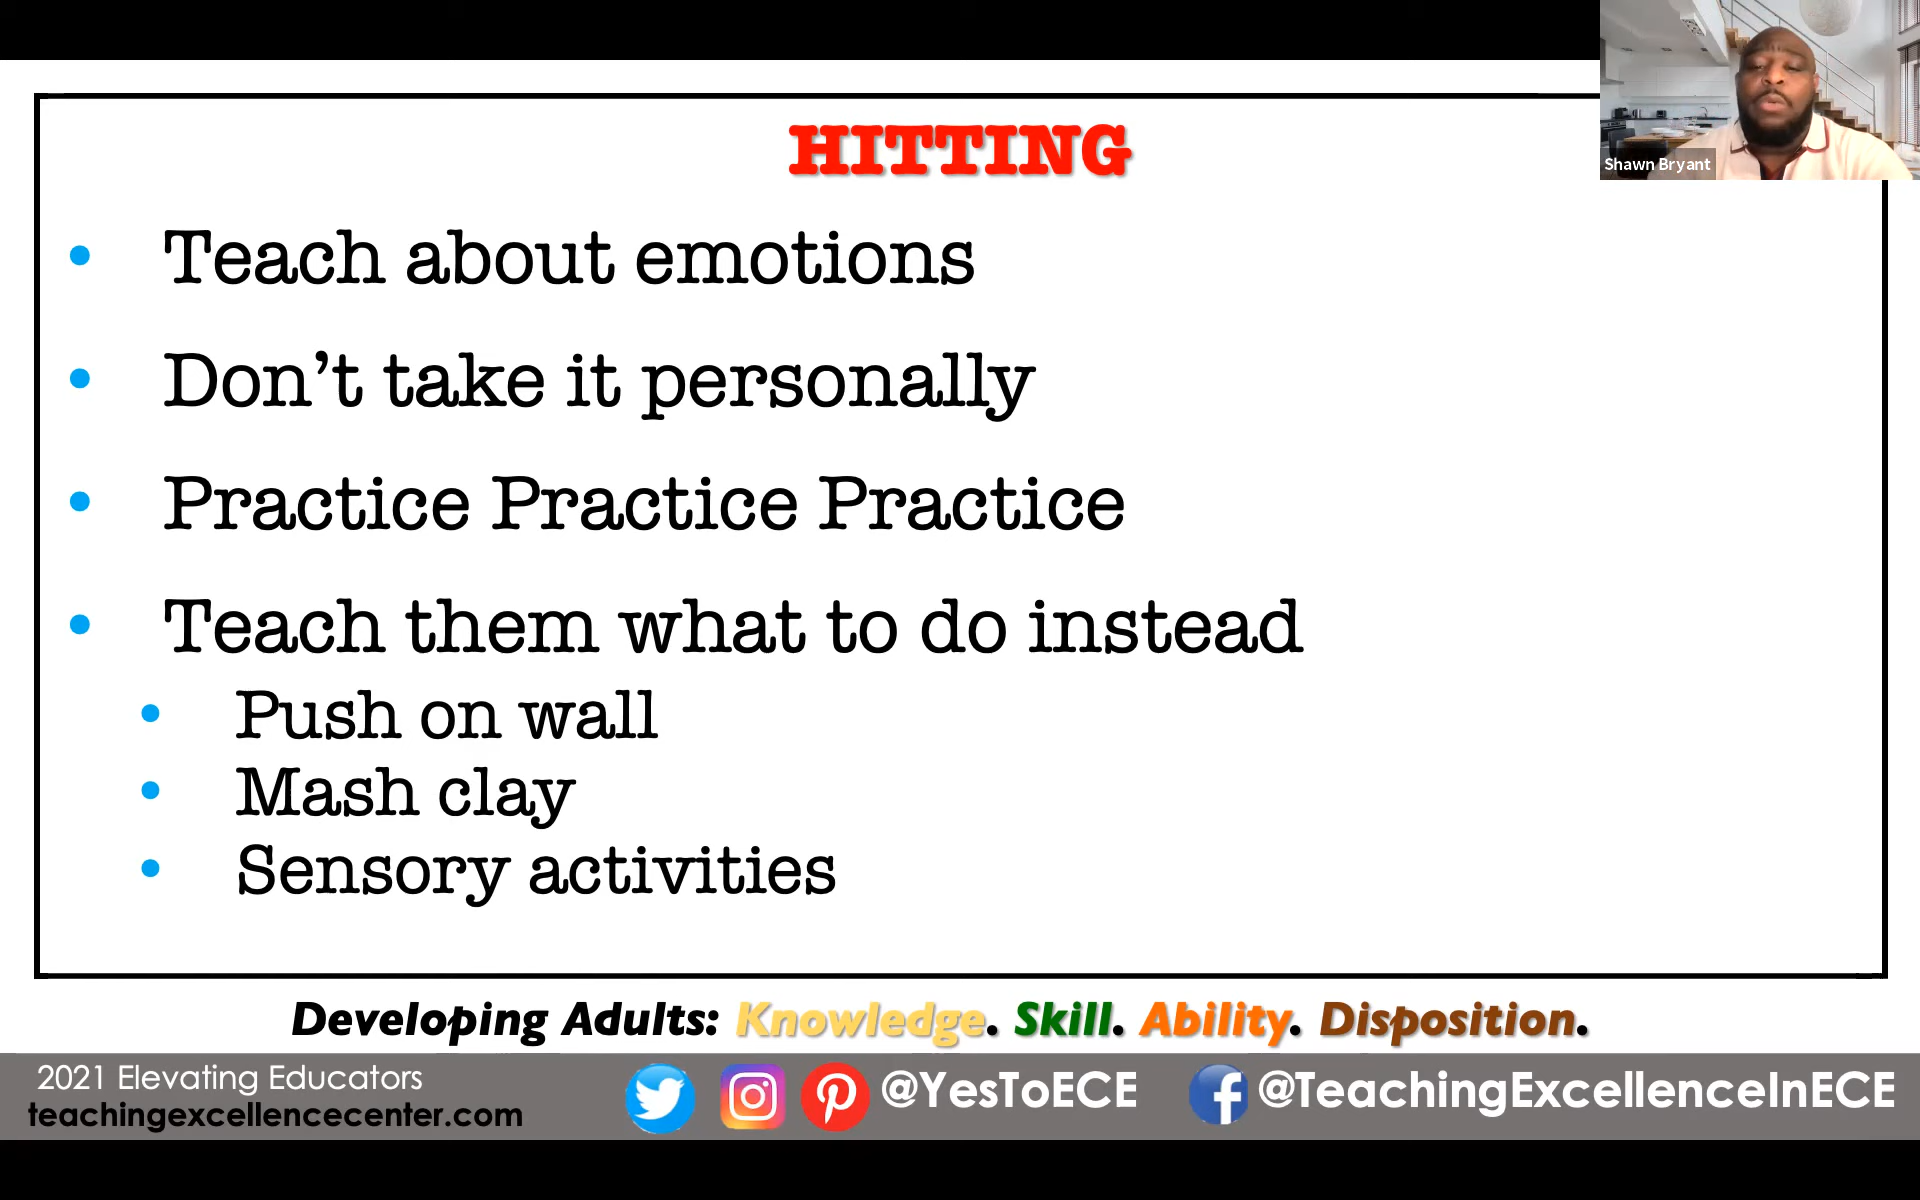 HITTING
Shawn Bryant
Teach about emotions
Don’t take it personally
Practice Practice Practice
Teach them what to do instead
Push on wall
Mash clay
Sensory activities
Developing Adults: Knowledge. Skill. Ability. Disposition.
2021 Elevating Educators
teachingexcellencecenter.com
@YesToECE
@TeachingExcellenceInECE